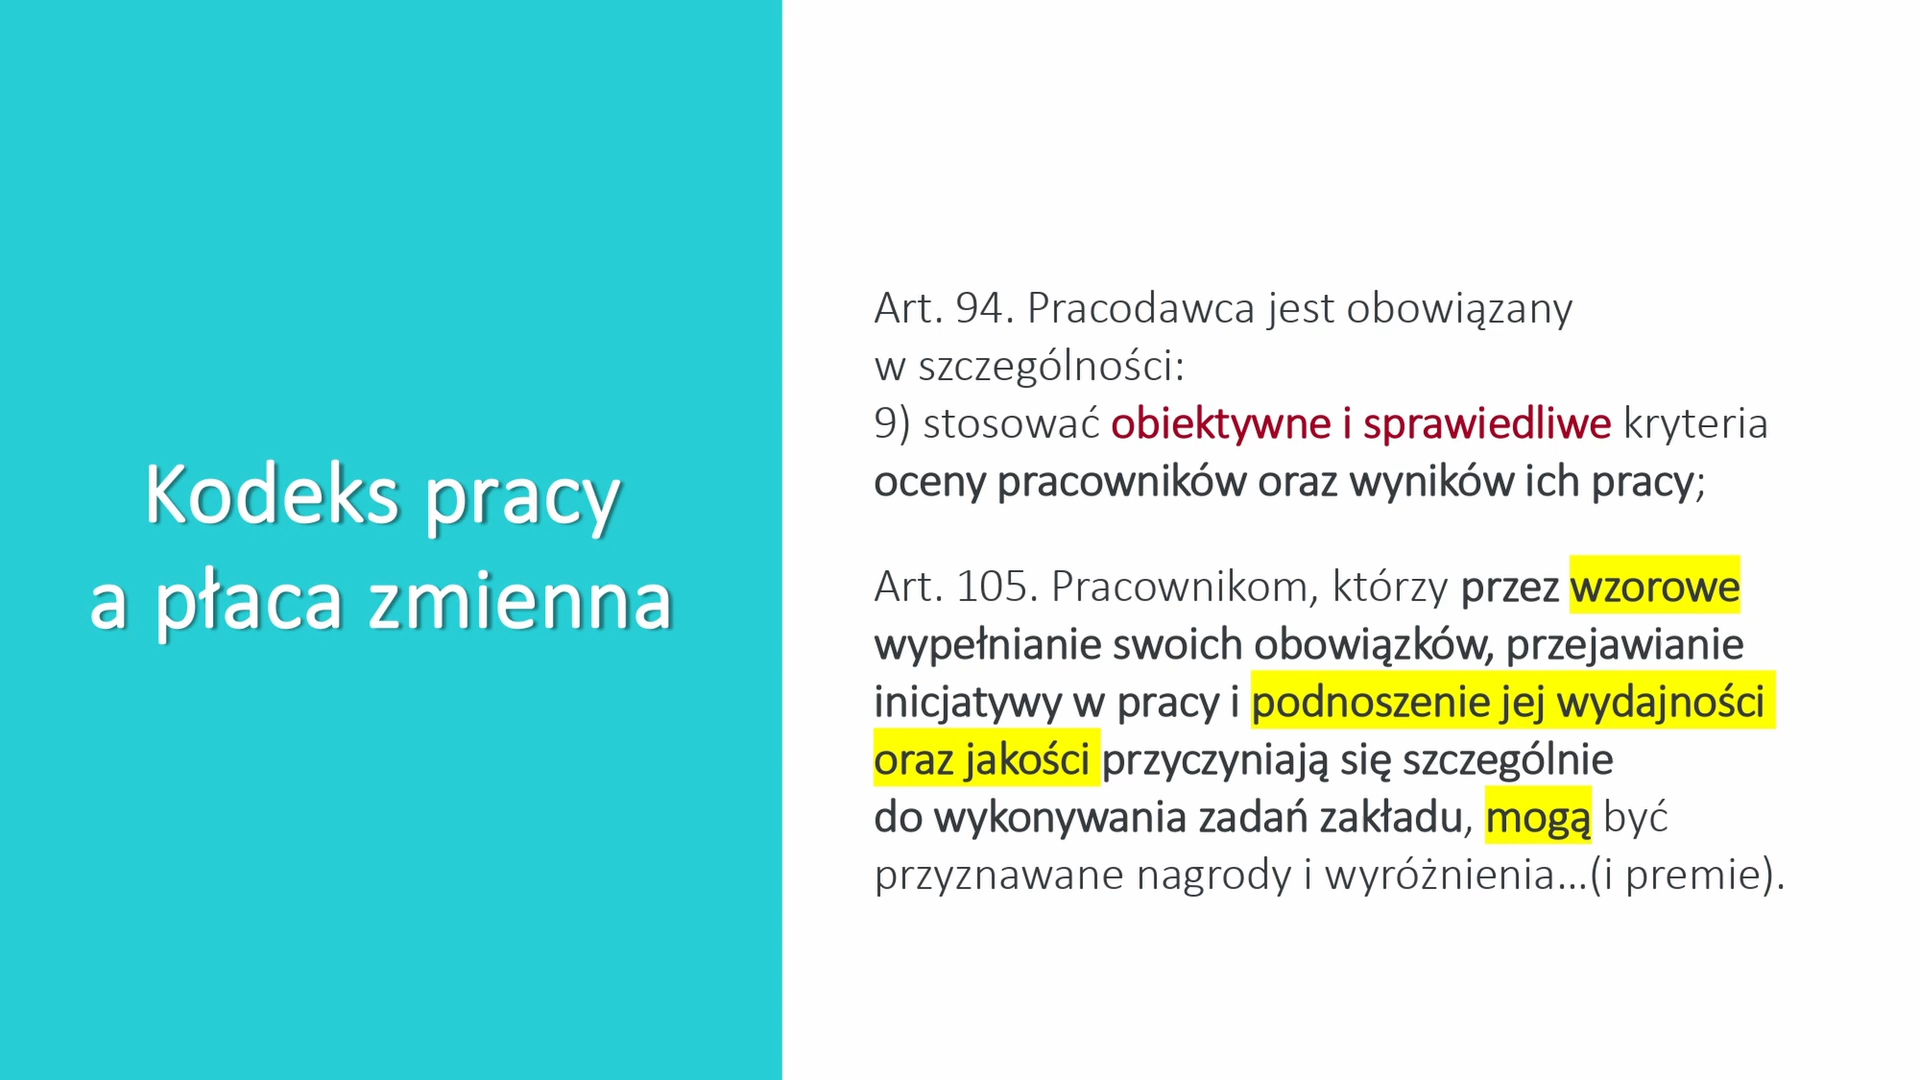 Kodeks pracy
a płaca zmienna
Art. 94. Pracodawca jest obowiązany
w szczególności:
9) stosować obiektywne i sprawiedliwe kryteria
oceny pracowników oraz wyników ich pracy;
Art. 105. Pracownikom, którzy przez wzorowe
wypełnianie swoich obowiązków, przejawianie
inicjatywy w pracy i podnoszenie jej wydajności
oraz jakości przyczyniają się szczególnie
do wykonywania zadań zakładu, mogą być
przyznawane nagrody i wyróżnienia...(i premie).